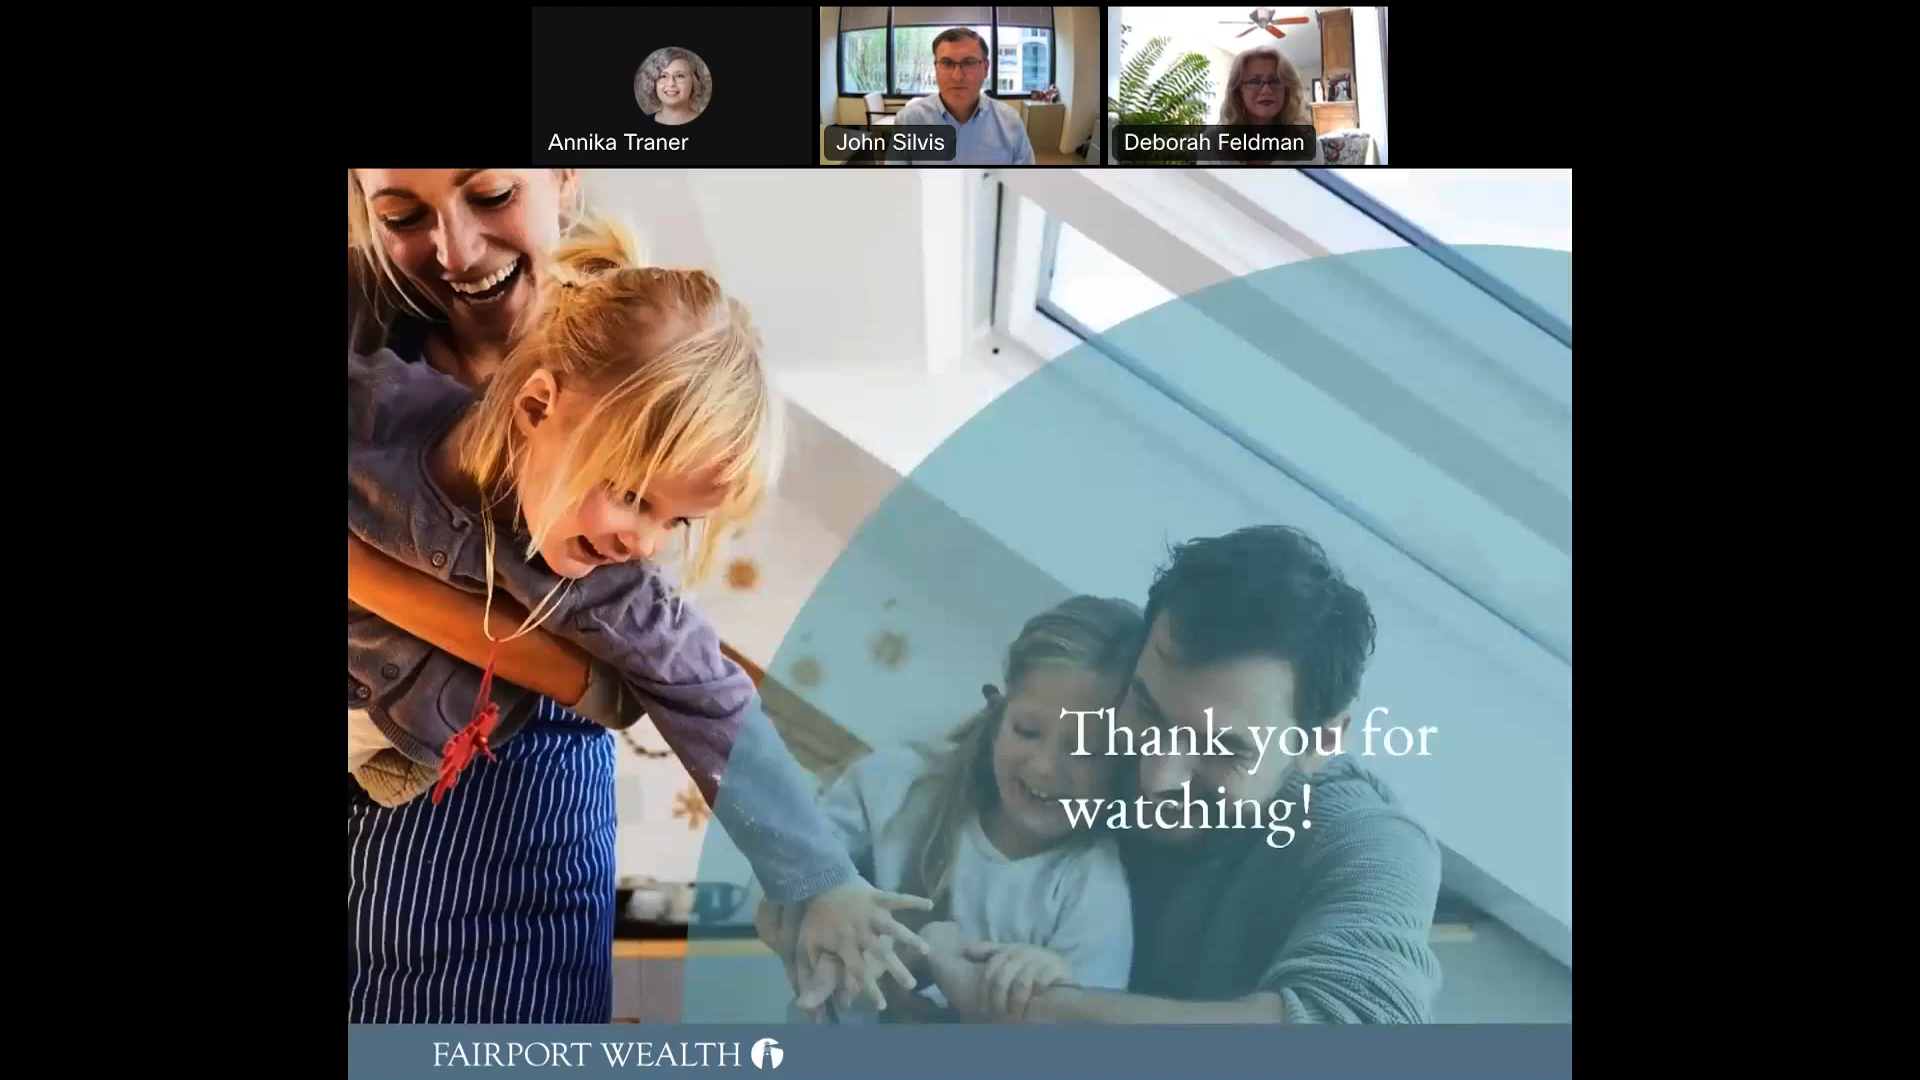 Annika Traner
John Silvis
Deborah Feldman
Thank you for
watching!
FAIRPORT WEALTH